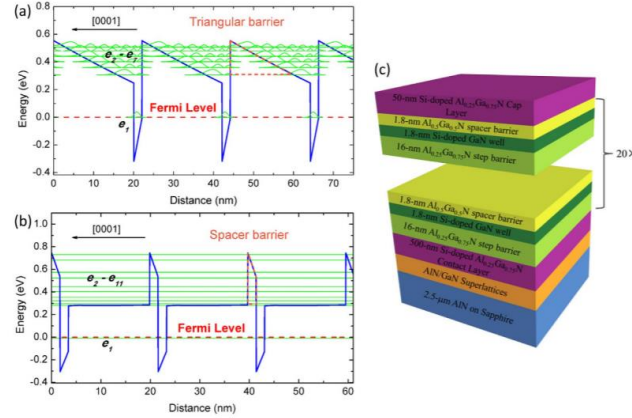 (a)
Triangular barrier
[0001]
e2 - e7
Fermi Level
e1
Energy (eV)
0.6
0.4
0.2
0.0
-0.2
-0.4
0 10 20 30 40 50 60 70
Distance (nm)
(b)
Spacer barrier
[0001]
e2 - e11
Fermi Level
e1
Energy (eV)
1.0
0.8
0.6
0.4
0.2
0.0
-0.2
-0.4
0 10 20 30 40 50 60
Distance (nm)
(c)
50-nm Si-doped Al0.25Ga0.75N Cap
Layer
1.8-nm Al0.5Ga0.5N spacer barrier
1.8-nm Si-doped GaN well
16-nm Al0.25Ga0.75N step barrier
20X
1.8-nm Al0.5Ga0.5N spacer barrier
1.8-nm Si-doped GaN well
16-nm Al0.25Ga0.75N step barrier
500-nm Si-doped Al0.25Ga0.75N
Contact Layer
AlN/GaN Superlattices
2.5-μm AlN on Sapphire